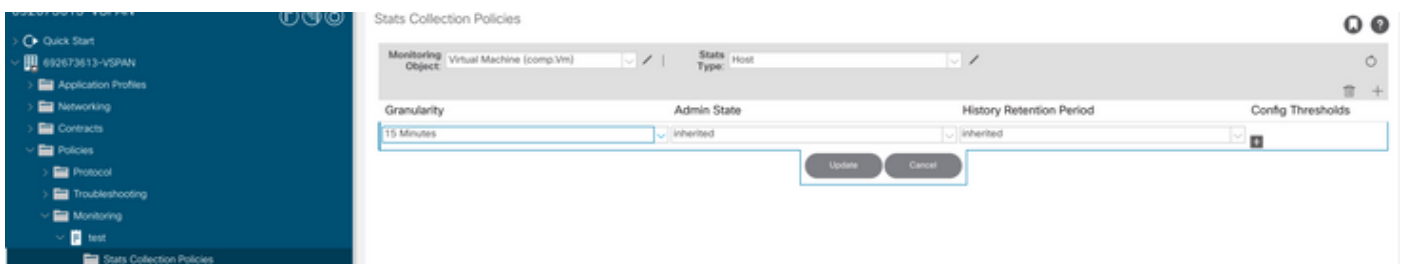 Stats Collection Policies
Quick Start
692673613-VSPAN
Application Profiles
Networking
Contracts
Policies
Protocol
Troubleshooting
Monitoring
test
Stats Collection Policies
Monitoring Object: Virtual Machine (comp.Vm) Stats Type: Host
Granularity Admin State History Retention Period Config Thresholds
15 Minutes inherited inherited
Update Cancel